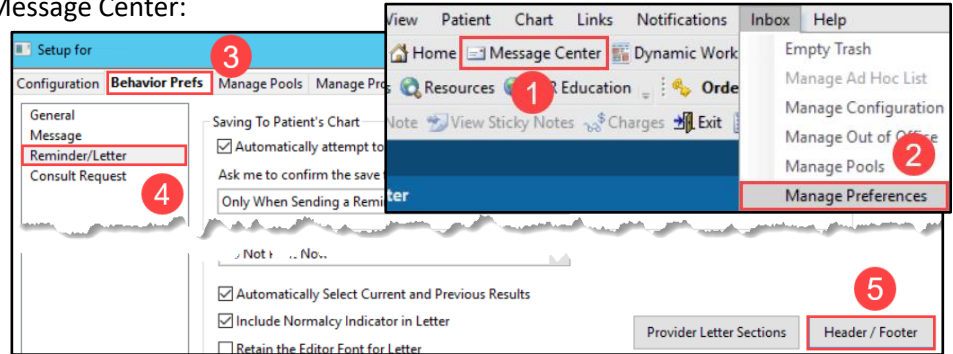 Message Center:
View Patient Chart Links Notifications Inbox Help
Home Message Center Dynamic Work
Resources Education Orde
Note View Sticky Notes Charges Exit
ter
1
Empty Trash
Manage Ad Hoc List
Manage Configuration
Manage Out of Office
Manage Pools
Manage Preferences
2
Setup for
3
Configuration Behavior Prefs Manage Pools Manage Pr
General
Message
Reminder/Letter
Consult Request
4
Saving To Patient's Chart
Automatically attempt to
Ask me to confirm the save
Only When Sending a Remi
Automatically Select Current and Previous Results
Include Normalcy Indicator in Letter
Retain the Editor Font for Letter
5
Provider Letter Sections Header / Footer